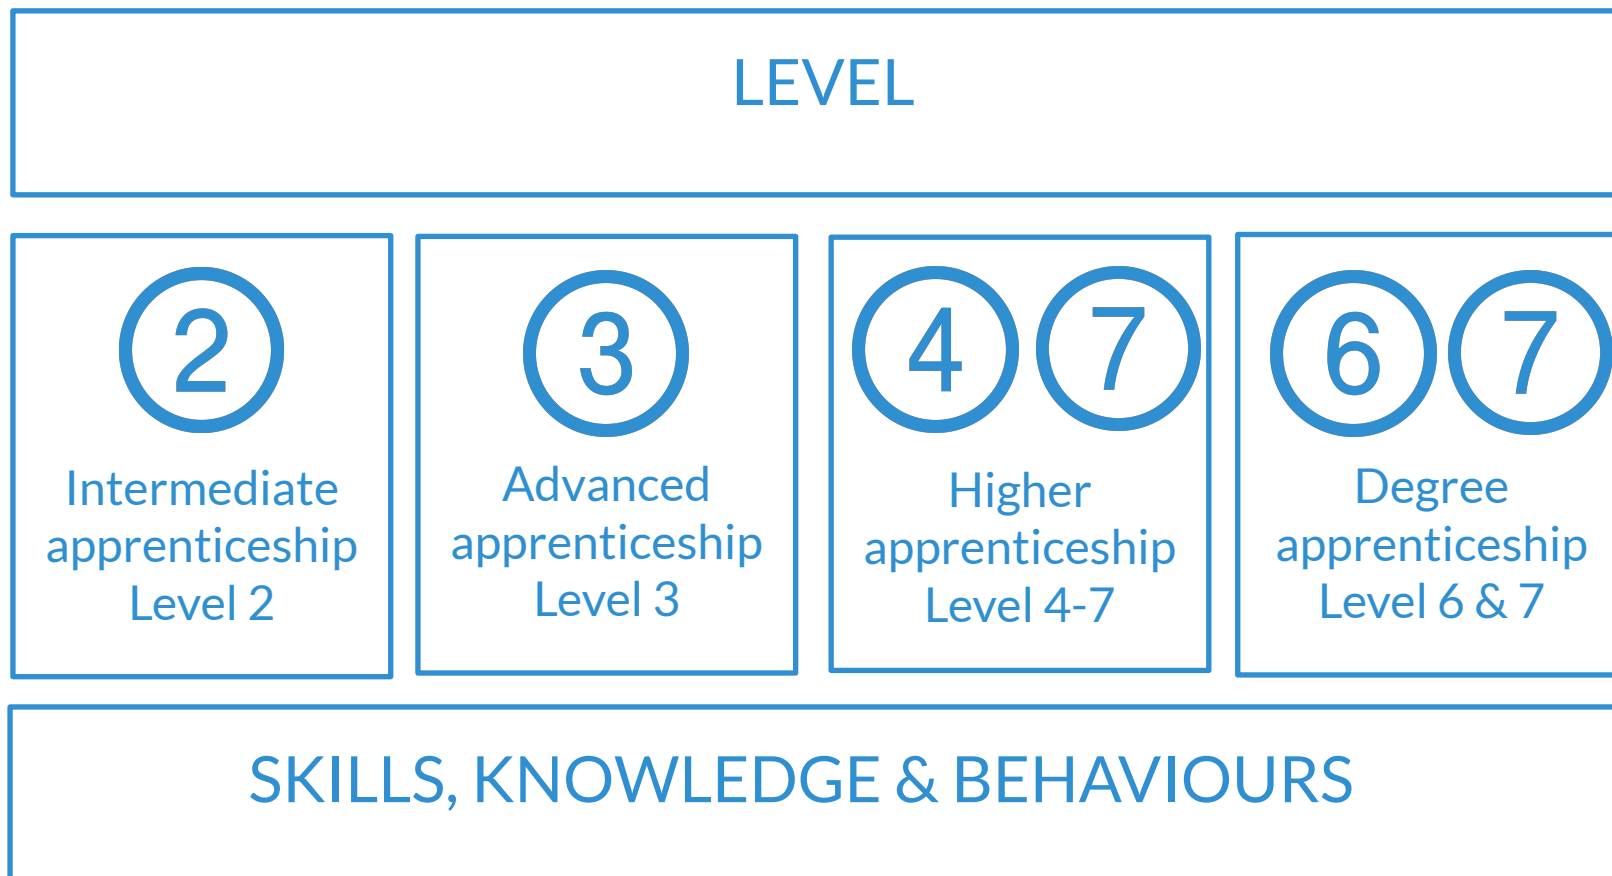 LEVEL
2
Intermediate
apprenticeship
Level 2
3
Advanced
apprenticeship
Level 3
4 7
Higher
apprenticeship
Level 4-7
6 7
Degree
apprenticeship
Level 6 & 7
SKILLS, KNOWLEDGE & BEHAVIOURS